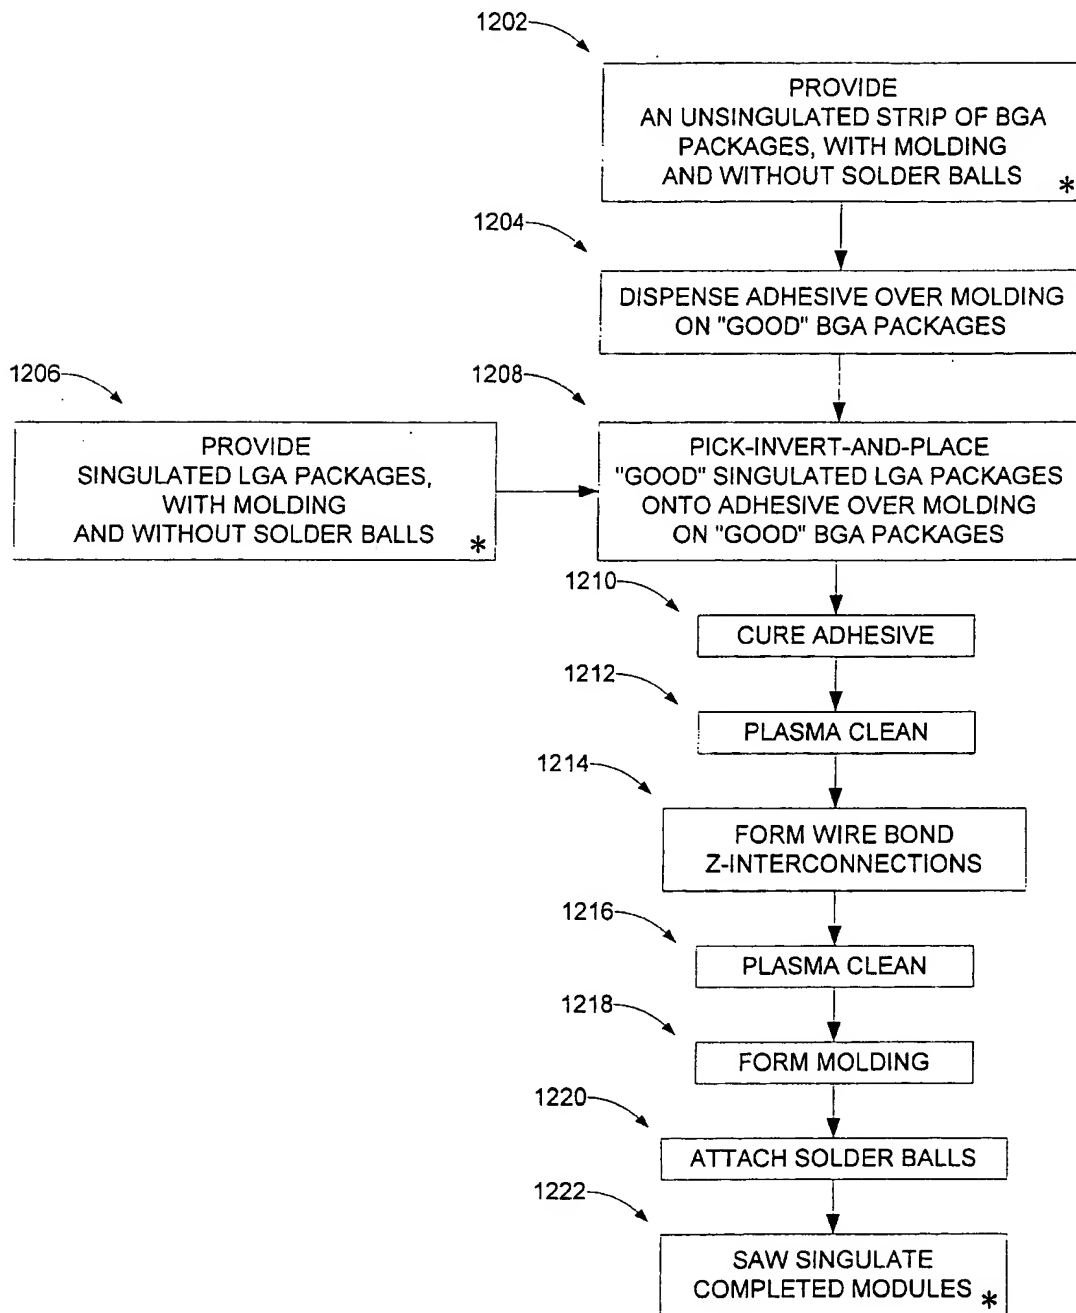 1202
PROVIDE
AN UNSINGULATED STRIP OF BGA
PACKAGES, WITH MOLDING
AND WITHOUT SOLDER BALLS *
1204
DISPENSE ADHESIVE OVER MOLDING
ON "GOOD" BGA PACKAGES
1206
PROVIDE
SINGULATED LGA PACKAGES,
WITH MOLDING
AND WITHOUT SOLDER BALLS *
1208
PICK-INVERT-AND-PLACE
"GOOD" SINGULATED LGA PACKAGES
ONTO ADHESIVE OVER MOLDING
ON "GOOD" BGA PACKAGES
1210
CURE ADHESIVE
1212
PLASMA CLEAN
1214
FORM WIRE BOND
Z-INTERCONNECTIONS
1216
PLASMA CLEAN
1218
FORM MOLDING
1220
ATTACH SOLDER BALLS
1222
SAW SINGULATE
COMPLETED MODULES *